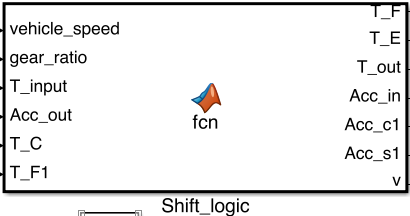 vehicle_speed
gear_ratio
T_input
Acc_out
T_C
T_F1
fcn
T_F
T_E
T_out
Acc_in
Acc_c1
Acc_s1
v
Shift_logic